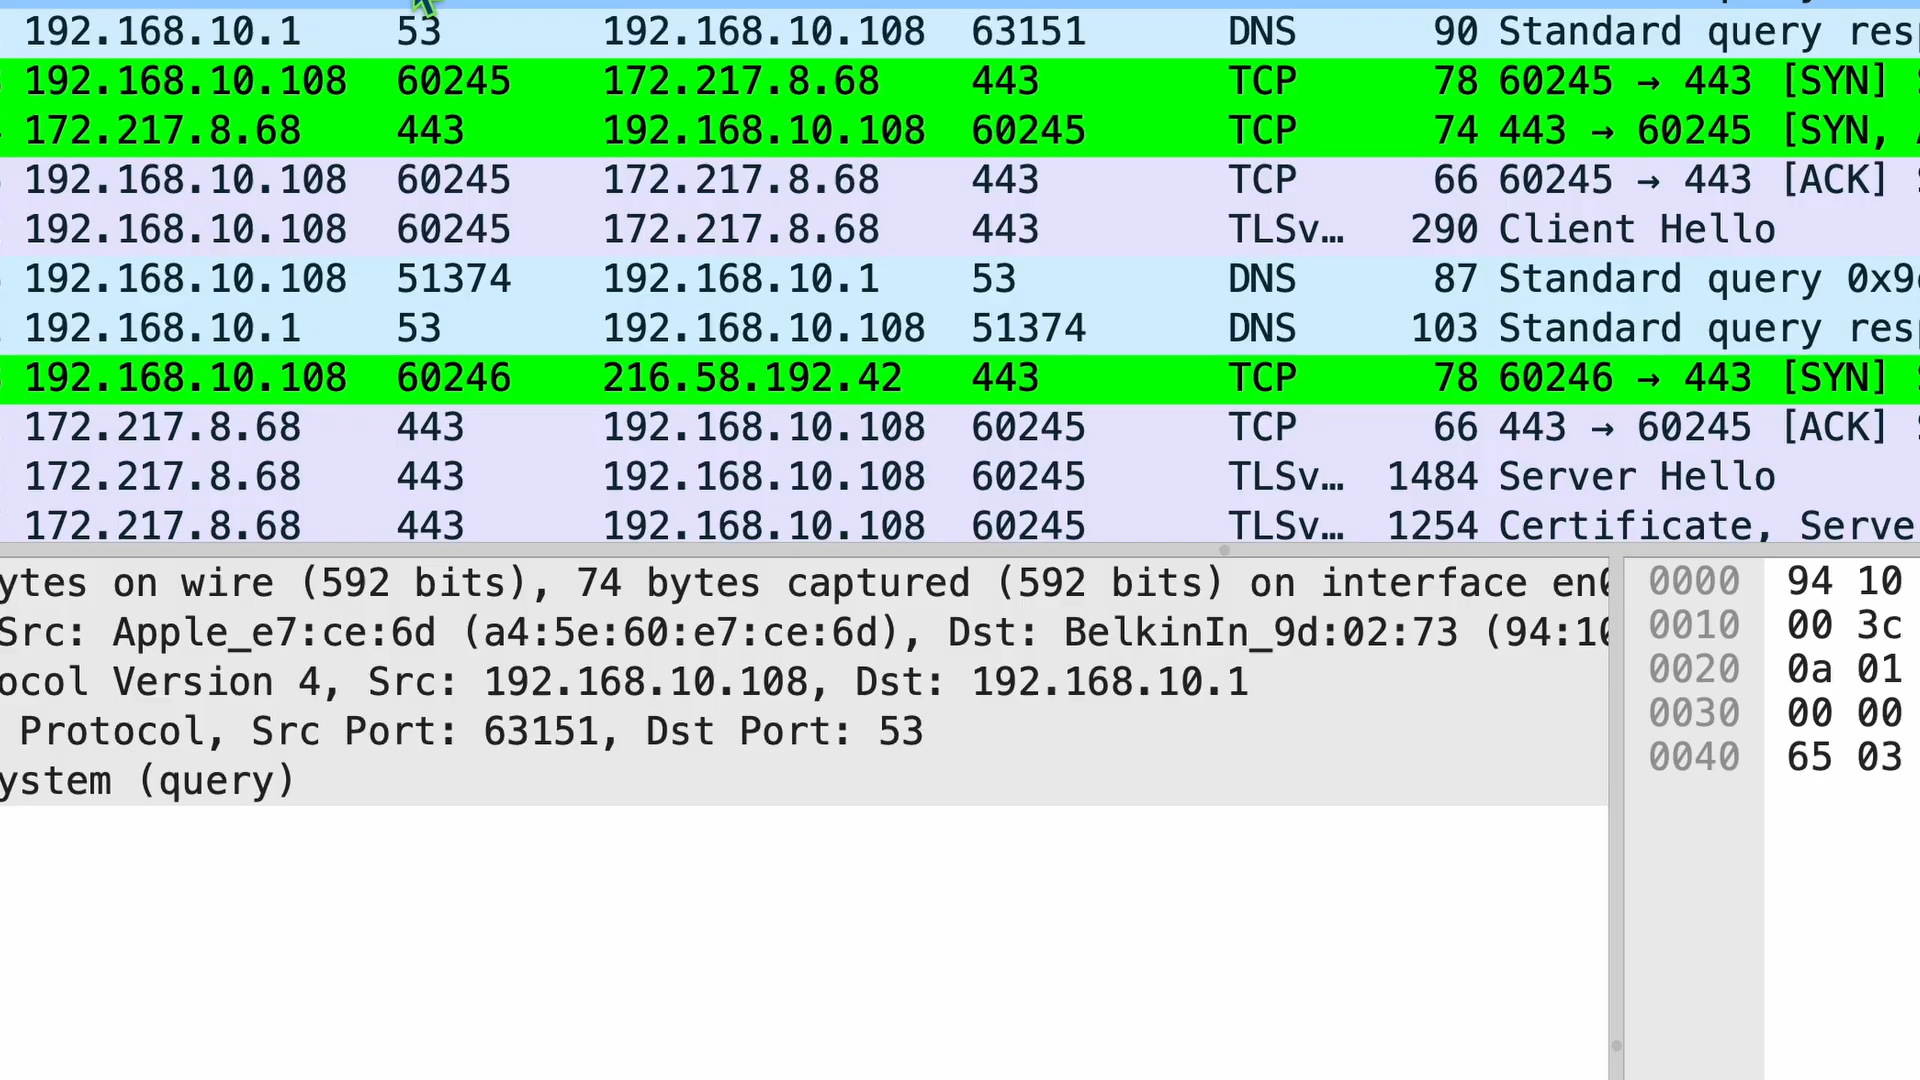 192.168.10.1 53 192.168.10.108 63151 DNS 90 Standard query res
192.168.10.108 60245 172.217.8.68 443 TCP 78 60245 → 443 [SYN]
172.217.8.68 443 192.168.10.108 60245 TCP 74 443 → 60245 [SYN,
192.168.10.108 60245 172.217.8.68 443 TCP 66 60245 → 443 [ACK]
192.168.10.108 60245 172.217.8.68 443 TLSv… 290 Client Hello
192.168.10.108 51374 192.168.10.1 53 DNS 87 Standard query 0x9
192.168.10.1 53 192.168.10.108 51374 DNS 103 Standard query res
192.168.10.108 60246 216.58.192.42 443 TCP 78 60246 → 443 [SYN]
172.217.8.68 443 192.168.10.108 60245 TCP 66 443 → 60245 [ACK]
172.217.8.68 443 192.168.10.108 60245 TLSv… 1484 Server Hello
172.217.8.68 443 192.168.10.108 60245 TLSv… 1254 Certificate, Serve
ytes on wire (592 bits), 74 bytes captured (592 bits) on interface en0
Src: Apple_e7:ce:6d (a4:5e:60:e7:ce:6d), Dst: BelkinIn_9d:02:73 (94:10
ocol Version 4, Src: 192.168.10.108, Dst: 192.168.10.1
Protocol, Src Port: 63151, Dst Port: 53
ystem (query)
0000 94 10
0010 00 3c
0020 0a 01
0030 00 00
0040 65 03